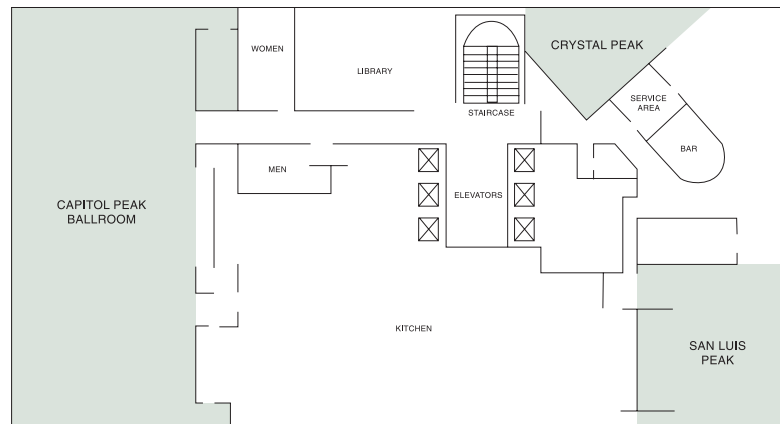 WOMEN
LIBRARY
CRYSTAL PEAK
SERVICE
AREA
STAIRCASE
BAR
MEN
ELEVATORS
CAPITOL PEAK
BALLROOM
KITCHEN
SAN LUIS
PEAK